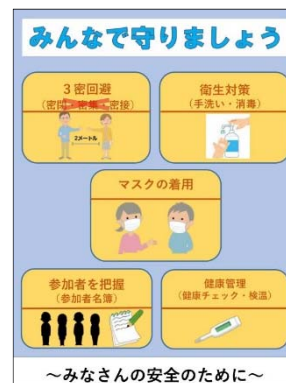 みんなで守りましょう
3密回避
(密閉・密集・密接)
2メートル
衛生対策
(手洗い・消毒)
マスクの着用
参加者を把握
(参加者名簿)
健康管理
(健康チェック・検温)
～みなさんの安全のために～